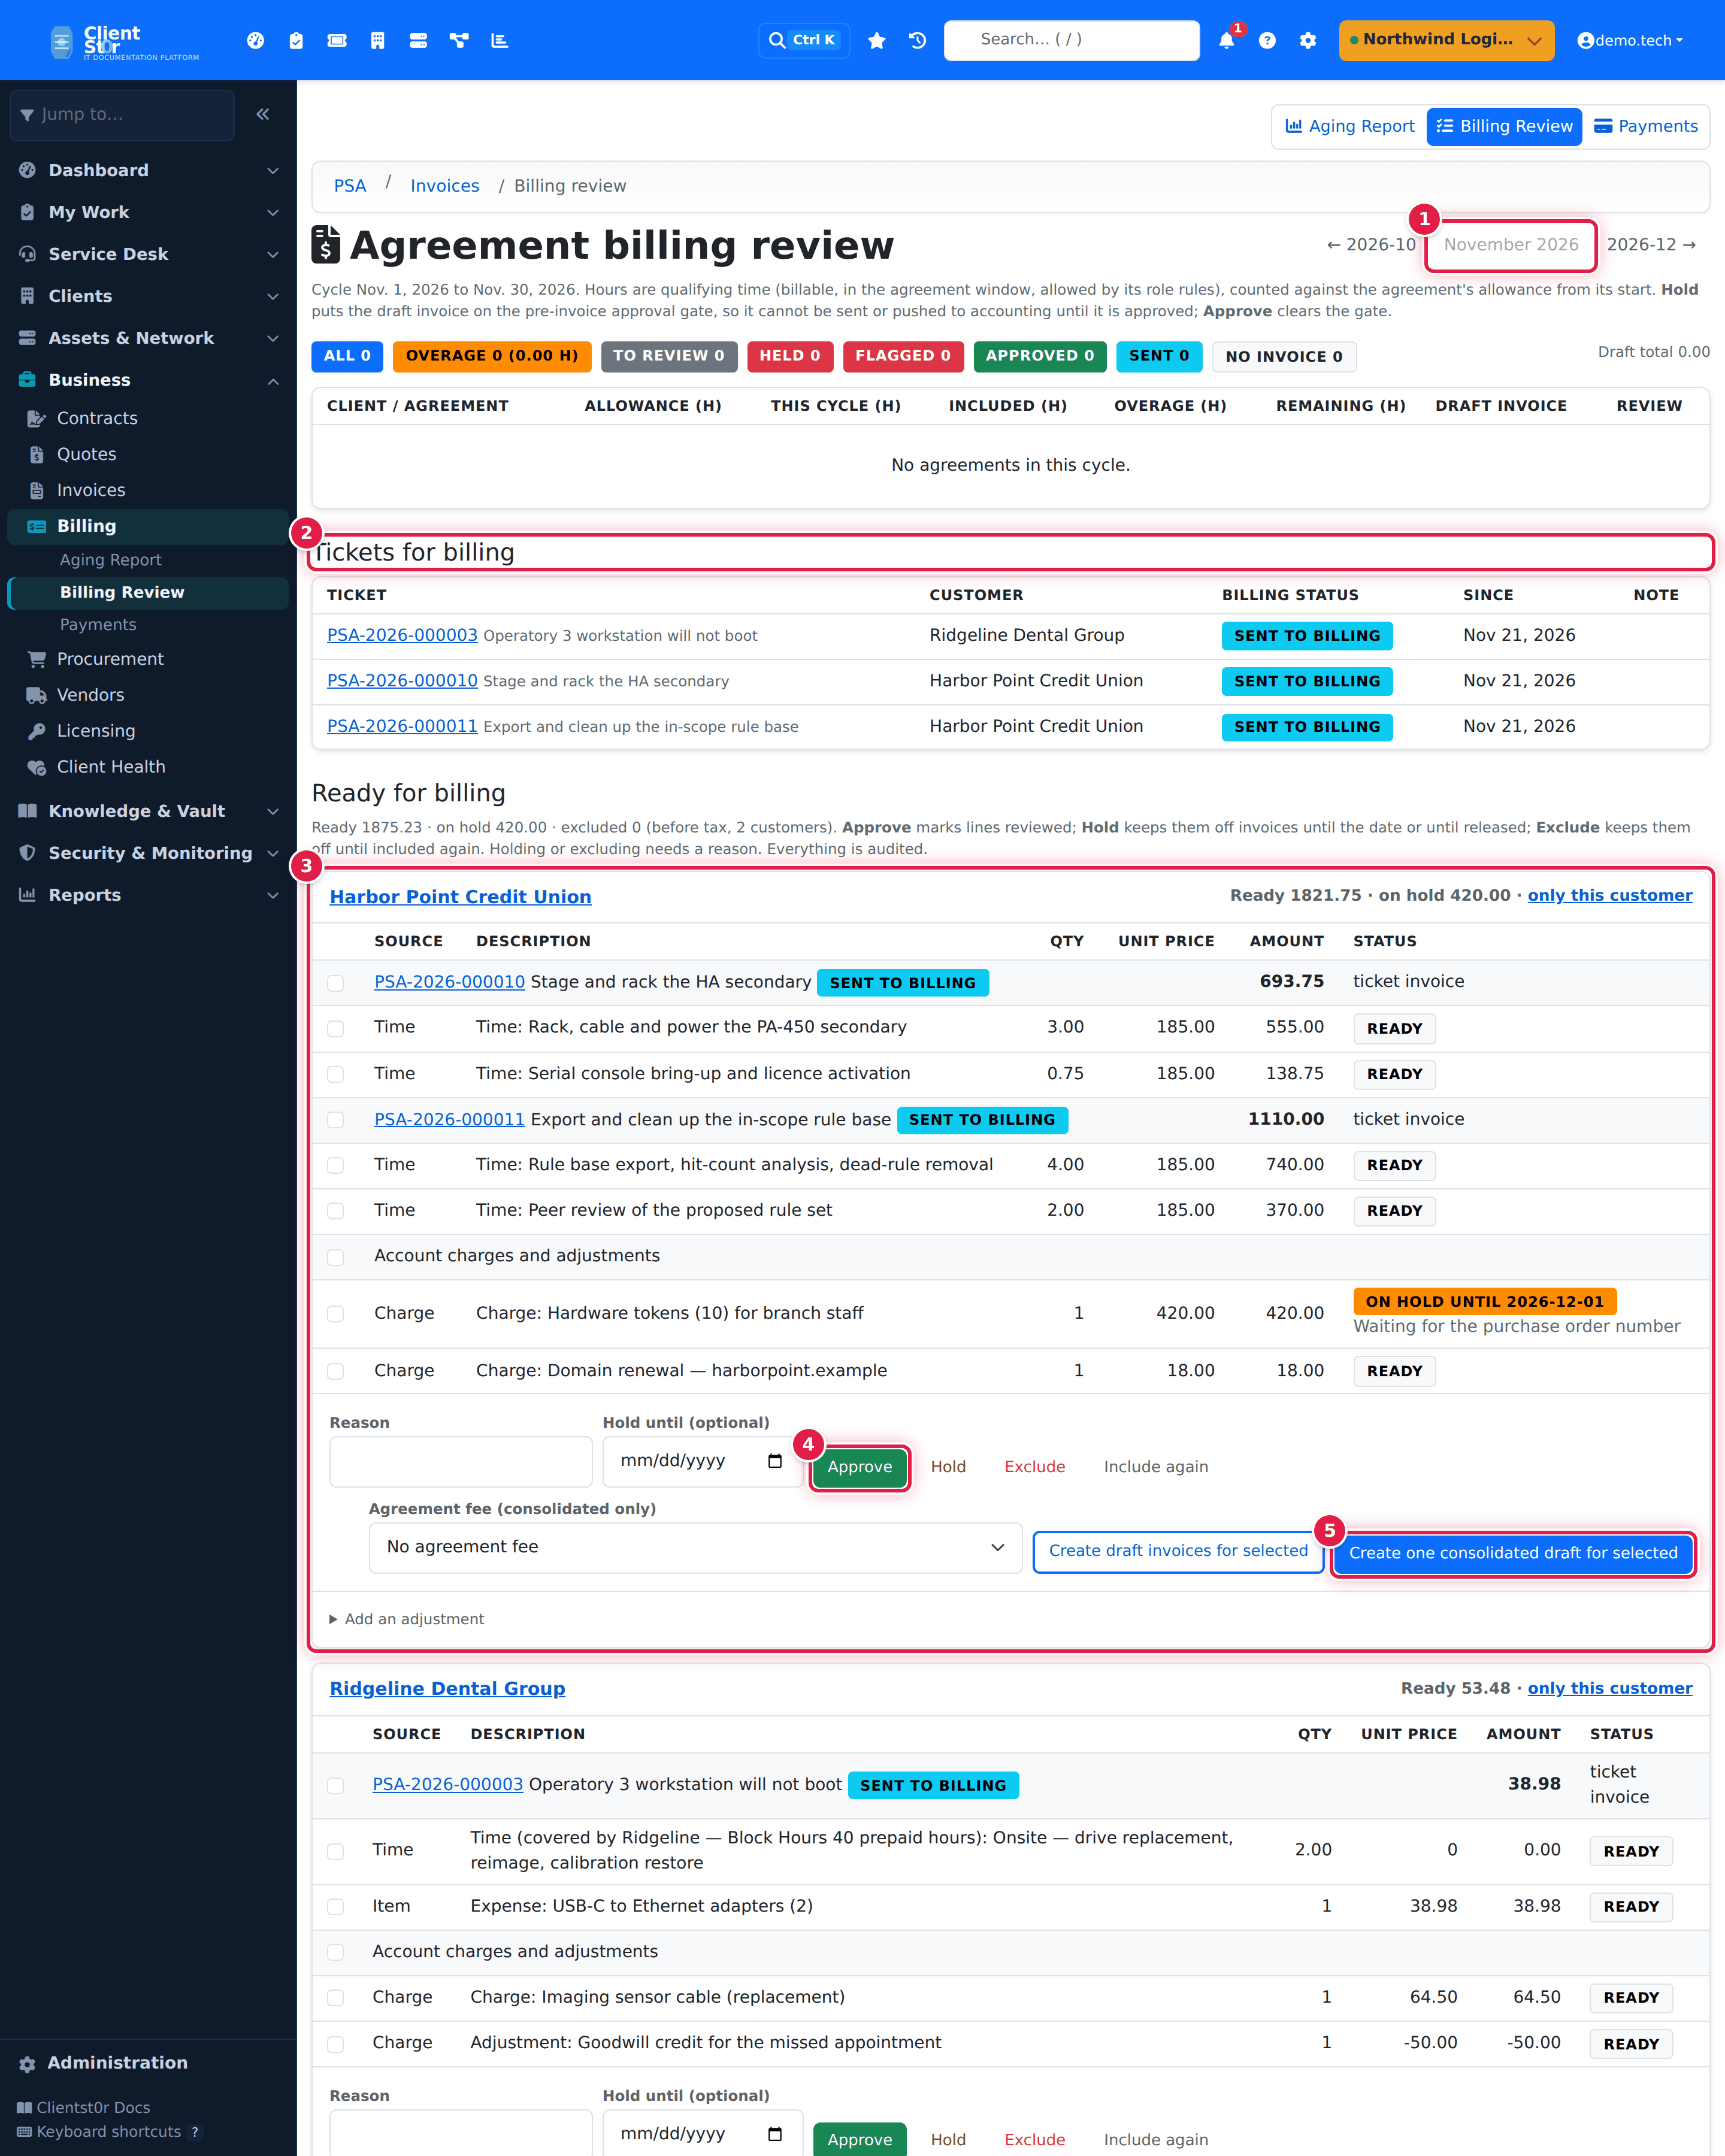 Client
St0r
IT DOCUMENTATION PLATFORM
Ctrl K
Search... ( / )
1
Northwind Logi...
demo.tech
Jump to...
Dashboard
My Work
Service Desk
Clients
Assets & Network
Business
Contracts
Quotes
Invoices
Billing
Aging Report
Billing Review
Payments
Procurement
Vendors
Licensing
Client Health
Knowledge & Vault
Security & Monitoring
Reports
Administration
Clientst0r Docs
Keyboard shortcuts ?
Aging Report Billing Review Payments
PSA / Invoices / Billing review
Agreement billing review
← 2026-10 1 November 2026 2026-12 →
Cycle Nov. 1, 2026 to Nov. 30, 2026. Hours are qualifying time (billable, in the agreement window, allowed by its role rules), counted against the agreement's allowance from its start. Hold
puts the draft invoice on the pre-invoice approval gate, so it cannot be sent or pushed to accounting until it is approved; Approve clears the gate.
ALL 0 OVERAGE 0 (0.00 H) TO REVIEW 0 HELD 0 FLAGGED 0 APPROVED 0 SENT 0 NO INVOICE 0 Draft total 0.00
CLIENT / AGREEMENT ALLOWANCE (H) THIS CYCLE (H) INCLUDED (H) OVERAGE (H) REMAINING (H) DRAFT INVOICE REVIEW
No agreements in this cycle.
2
Tickets for billing
TICKET CUSTOMER BILLING STATUS SINCE NOTE
PSA-2026-000003 Operatory 3 workstation will not boot Ridgeline Dental Group SENT TO BILLING Nov 21, 2026
PSA-2026-000010 Stage and rack the HA secondary Harbor Point Credit Union SENT TO BILLING Nov 21, 2026
PSA-2026-000011 Export and clean up the in-scope rule base Harbor Point Credit Union SENT TO BILLING Nov 21, 2026
Ready for billing
Ready 1875.23 · on hold 420.00 · excluded 0 (before tax, 2 customers). Approve marks lines reviewed; Hold keeps them off invoices until the date or until released; Exclude keeps them
off until included again. Holding or excluding needs a reason. Everything is audited.
3
Harbor Point Credit Union Ready 1821.75 · on hold 420.00 · only this customer
SOURCE DESCRIPTION QTY UNIT PRICE AMOUNT STATUS
PSA-2026-000010 Stage and rack the HA secondary SENT TO BILLING 693.75 ticket invoice
Time Time: Rack, cable and power the PA-450 secondary 3.00 185.00 555.00 READY
Time Time: Serial console bring-up and licence activation 0.75 185.00 138.75 READY
PSA-2026-000011 Export and clean up the in-scope rule base SENT TO BILLING 1110.00 ticket invoice
Time Time: Rule base export, hit-count analysis, dead-rule removal 4.00 185.00 740.00 READY
Time Time: Peer review of the proposed rule set 2.00 185.00 370.00 READY
Account charges and adjustments
Charge Charge: Hardware tokens (10) for branch staff 1 420.00 420.00 ON HOLD UNTIL 2026-12-01
Waiting for the purchase order number
Charge Charge: Domain renewal — harborpoint.example 1 18.00 18.00 READY
Reason Hold until (optional)
mm/dd/yyyy 4 Approve Hold Exclude Include again
Agreement fee (consolidated only)
No agreement fee Create draft invoices for selected 5 Create one consolidated draft for selected
Add an adjustment
Ridgeline Dental Group Ready 53.48 · only this customer
SOURCE DESCRIPTION QTY UNIT PRICE AMOUNT STATUS
PSA-2026-000003 Operatory 3 workstation will not boot SENT TO BILLING 38.98 ticket
invoice
Time Time (covered by Ridgeline — Block Hours 40 prepaid hours): Onsite — drive replacement, 2.00 0 0.00 READY
reimage, calibration restore
Item Expense: USB-C to Ethernet adapters (2) 1 38.98 38.98 READY
Account charges and adjustments
Charge Charge: Imaging sensor cable (replacement) 1 64.50 64.50 READY
Charge Adjustment: Goodwill credit for the missed appointment 1 -50.00 -50.00 READY
Reason Hold until (optional)
mm/dd/yyyy Approve Hold Exclude Include again